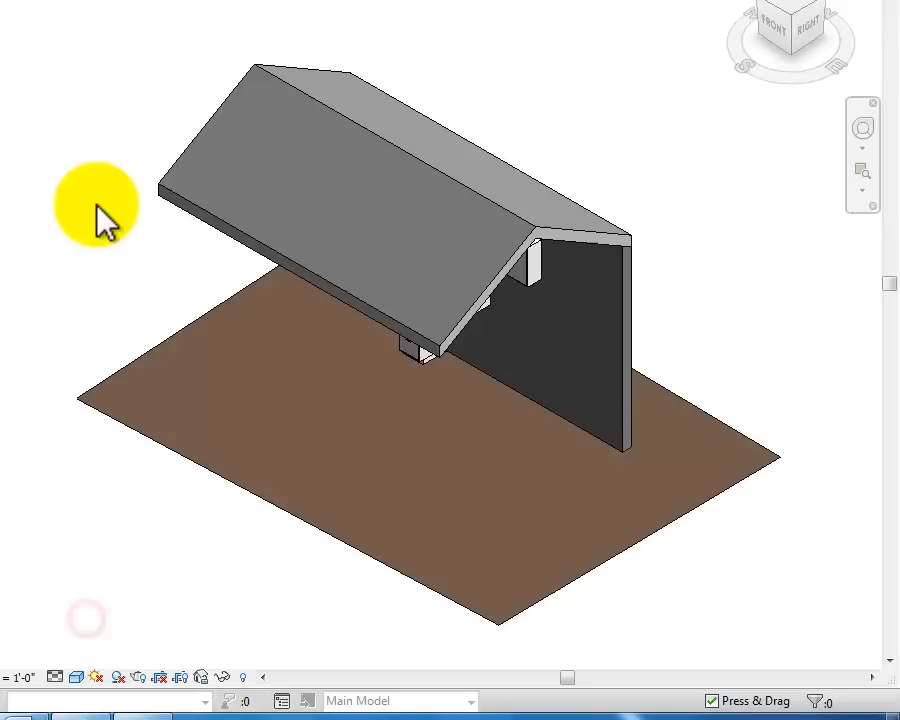 FRONT
RIGHT
S
E
= 1'-0"
:0
Main Model
Press & Drag
:0